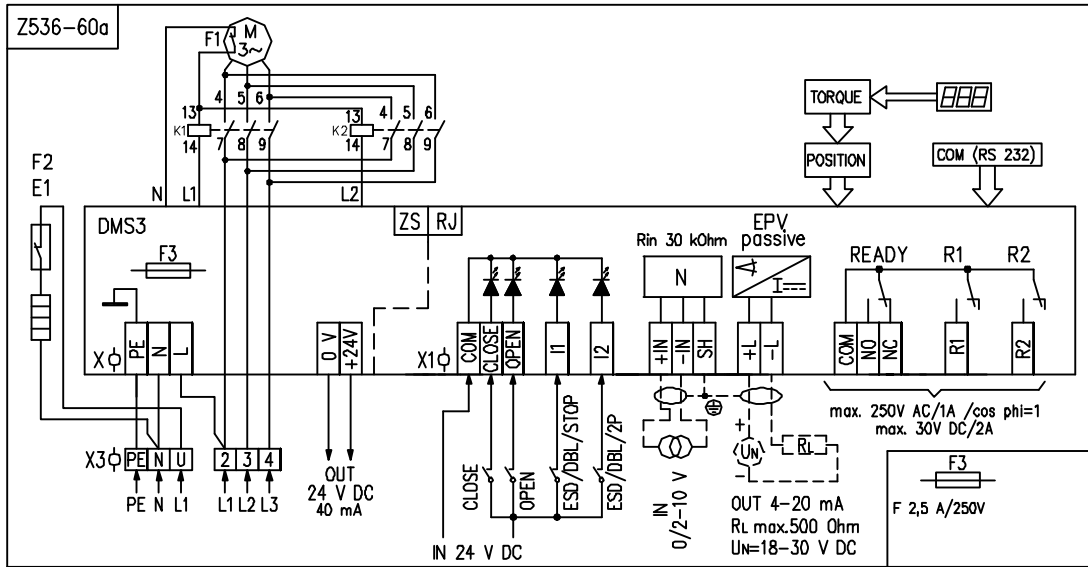 Z536-60a
F1
M
3~
4 5 6
13
K1
14
7 8 9
4 5 6
13
K2
14
7 8 9
TORQUE
POSITION
COM (RS 232)
F2
E1
N
L1
L2
DMS3
F3
ZS
RJ
Rin 30 kOhm
N
EPV
passive
I
READY
R1
R2
X
PE
N
L
0 V
+24V
X1
COM
CLOSE
OPEN
I1
I2
+IN
-IN
SH
+L
-L
COM
NO
NC
R1
R2
max. 250V AC/1A /cos phi=1
max. 30V DC/2A
X3
PE N U
2 3 4
PE N L1
L1 L2 L3
OUT
24 V DC
40 mA
CLOSE
OPEN
ESD/DBL/STOP
ESD/DBL/2P
IN 24 V DC
IN
0/2-10 V
+
UN
-
RL
OUT 4-20 mA
RL max.500 Ohm
UN=18-30 V DC
F3
F 2,5 A/250V